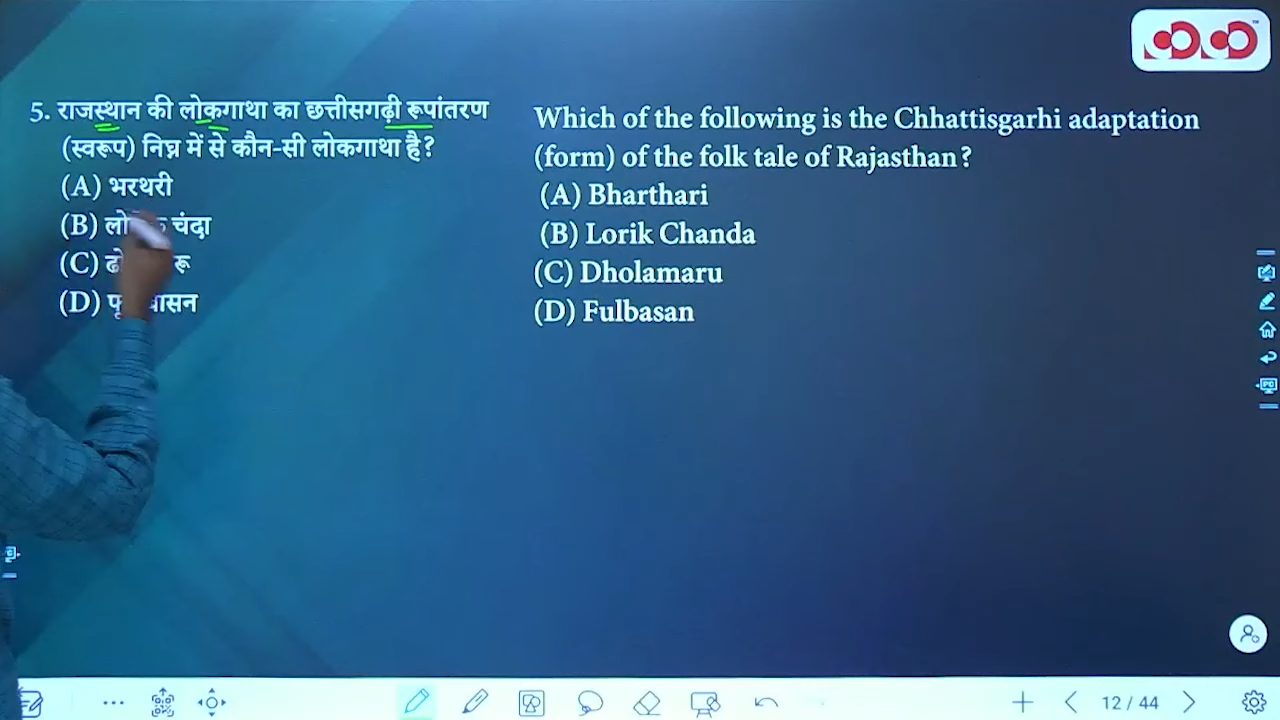 5. राजस्थान की लोकगाथा का छत्तीसगढ़ी रूपांतरण
(स्वरूप) निम्न में से कौन-सी लोकगाथा है?
(A) भरथरी
(B) चंदा
(C)
(D)
Which of the following is the Chhattisgarhi adaptation
(form) of the folk tale of Rajasthan?
(A) Bharthari
(B) Lorik Chanda
(C) Dholamaru
(D) Fulbasan
12 / 44